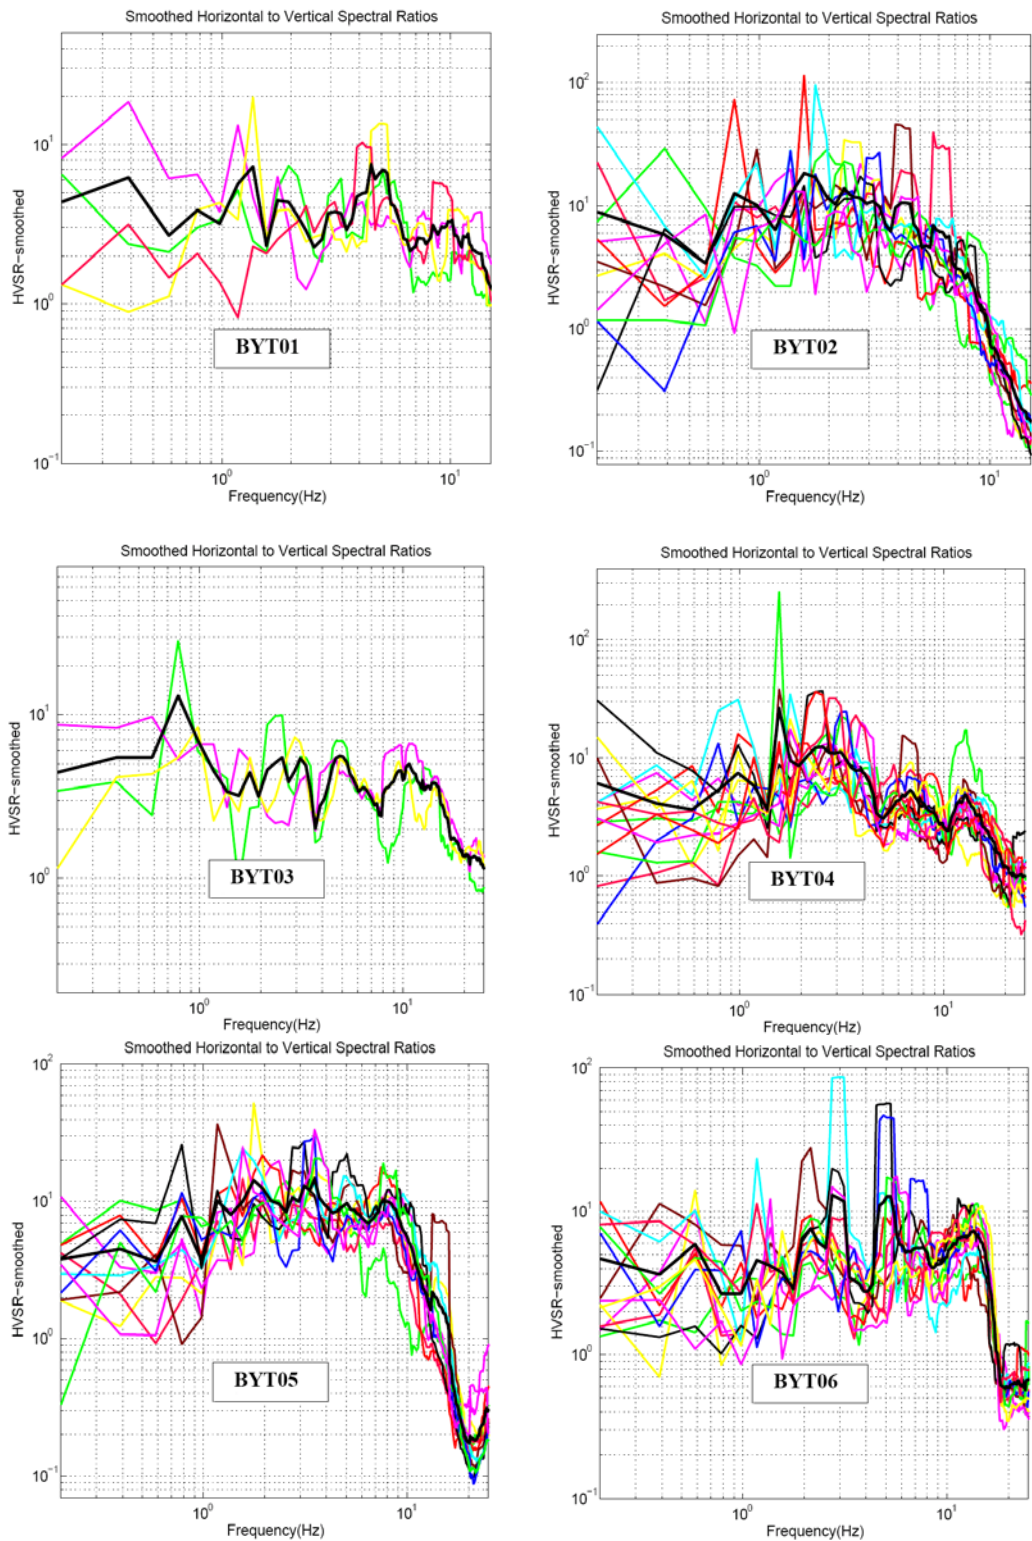 Smoothed Horizontal to Vertical Spectral Ratios
HVSR-smoothed
10^1
10^0
10^-1
BYT01
10^0
10^1
Frequency(Hz)
Smoothed Horizontal to Vertical Spectral Ratios
HVSR-smoothed
10^2
10^1
10^0
10^-1
BYT02
10^0
10^1
Frequency(Hz)
Smoothed Horizontal to Vertical Spectral Ratios
HVSR-smoothed
10^1
10^0
BYT03
10^0
10^1
Frequency(Hz)
Smoothed Horizontal to Vertical Spectral Ratios
HVSR-smoothed
10^2
10^1
10^0
10^-1
BYT04
10^0
10^1
Frequency(Hz)
Smoothed Horizontal to Vertical Spectral Ratios
HVSR-smoothed
10^2
10^1
10^0
10^-1
BYT05
10^0
10^1
Frequency(Hz)
Smoothed Horizontal to Vertical Spectral Ratios
HVSR-smoothed
10^2
10^1
10^0
10^-1
BYT06
10^0
10^1
Frequency(Hz)